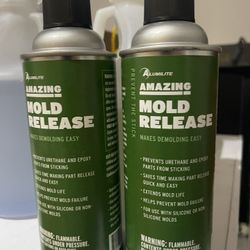 ALUMILITE
AMAZING
MOLD
RELEASE
MAKES DEMOLDING EASY
PREVENTS URETHANE AND EPOXY
PARTS FROM STICKING
SAVES TIME MAKING PART RELEASE
QUICK AND EASY
EXTENDS MOLD LIFE
HELPS PREVENT MOLD FAILURE
FOR USE WITH SILICONE OR NON-
SILICONE MOLDS
WARNING: FLAMMABLE.
CONTENTS UNDER PRESSURE.
PREVENT THE STICK
ALUMILITE
AMAZING
MOLD
RELEASE
MAKES DEMOLDING EASY
• PREVENTS URETHANE AND EPOXY
PARTS FROM STICKING
• SAVES TIME MAKING PART RELEASE
QUICK AND EASY
• EXTENDS MOLD LIFE
• HELPS PREVENT MOLD FAILURE
• FOR USE WITH SILICONE OR NON-
SILICONE MOLDS
WARNING: FLAMMABLE.
CONTENTS UNDER PRESSURE.